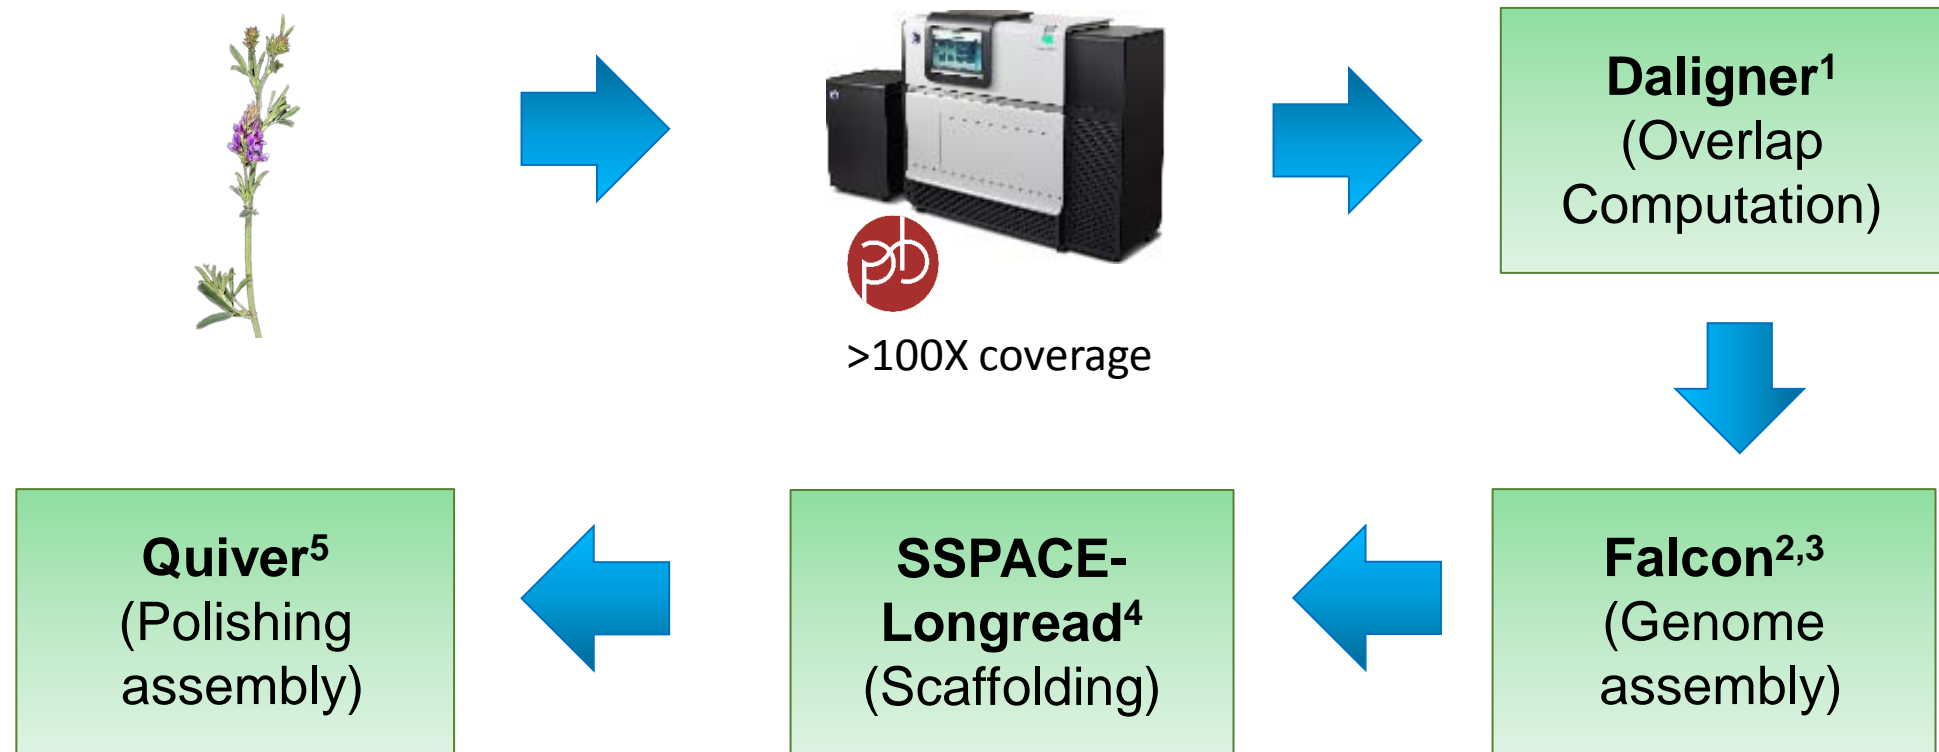 >100X coverage
Daligner¹
(Overlap
Computation)
Falcon²,³
(Genome
assembly)
SSPACE-
Longread⁴
(Scaffolding)
Quiver⁵
(Polishing
assembly)